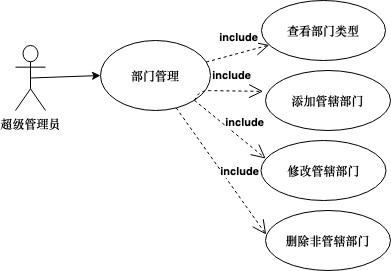 include
查看部门类型
部门管理
include
添加管辖部门
超级管理员
include
修改管辖部门
include
删除非管辖部门